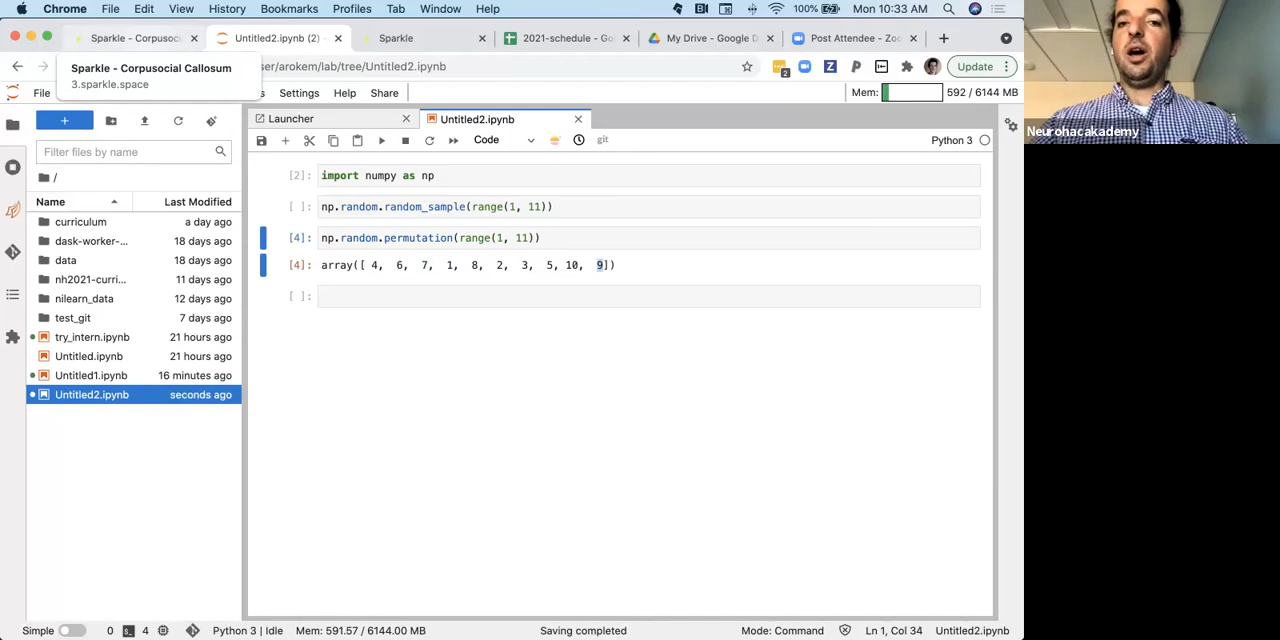 Chrome File Edit View History Bookmarks Profiles Tab Window Help 100% Mon 10:33 AM
Sparkle - Corpusoc Untitled2.ipynb (2) Sparkle 2021-schedule - Go My Drive - Google D Post Attendee - Zoo
Sparkle - Corpusocial Callosum
3.sparkle.space
ser/arokem/lab/tree/Untitled2.ipynb
2
Update
File
s Settings Help Share
Mem: 592 / 6144 MB
Launcher
Untitled2.ipynb
Code
git
Python 3
Filter files by name
/
Name Last Modified
curriculum a day ago
dask-worker-... 18 days ago
data 18 days ago
nh2021-curri... 11 days ago
nilearn_data 12 days ago
test_git 7 days ago
try_intern.ipynb 21 hours ago
Untitled.ipynb 21 hours ago
Untitled1.ipynb 16 minutes ago
Untitled2.ipynb seconds ago
[2]: import numpy as np
[ ]: np.random.random_sample(range(1, 11))
[4]: np.random.permutation(range(1, 11))
[4]: array([ 4, 6, 7, 1, 8, 2, 3, 5, 10, 9])
[ ]:
Simple 0 4 Python 3 | Idle Mem: 591.57 / 6144.00 MB Saving completed Mode: Command Ln 1, Col 34 Untitled2.ipynb
Neurohacakademy